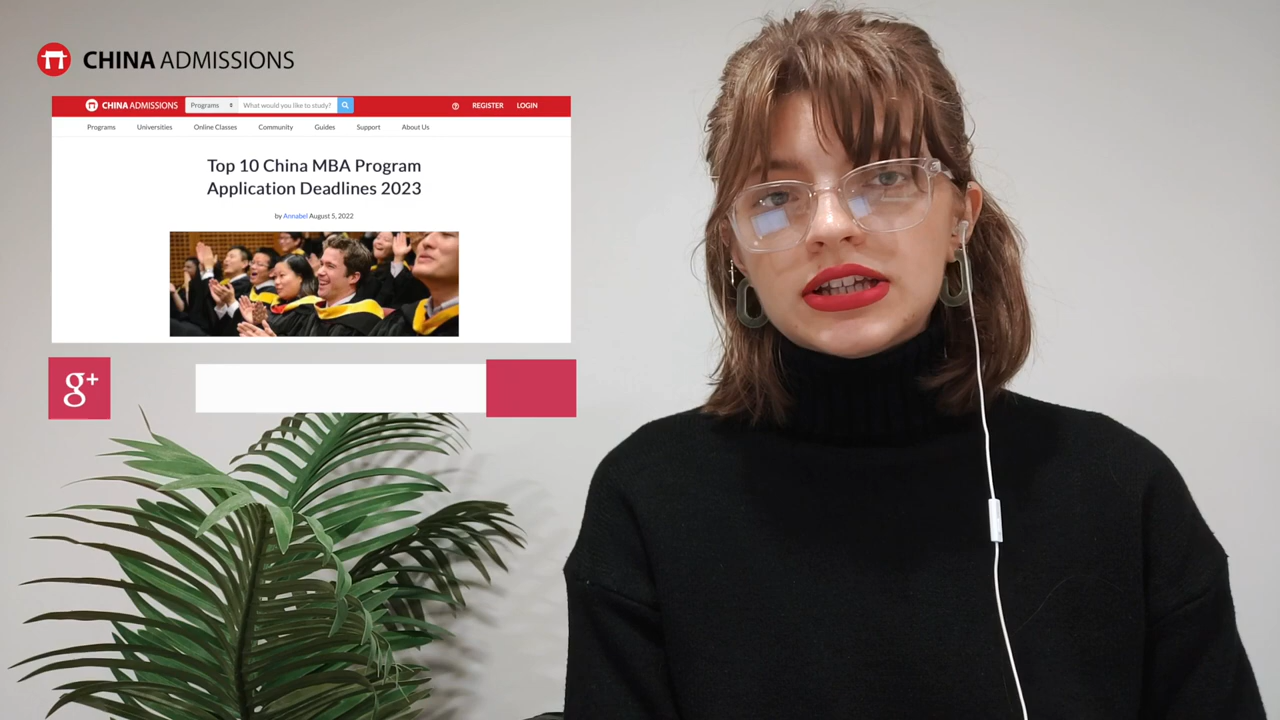 CHINA ADMISSIONS
CHINA ADMISSIONS Programs What would you like to study? REGISTER LOGIN
Programs Universities Online Classes Community Guides Support About Us
Top 10 China MBA Program
Application Deadlines 2023
by Annabel August 5, 2022
g+